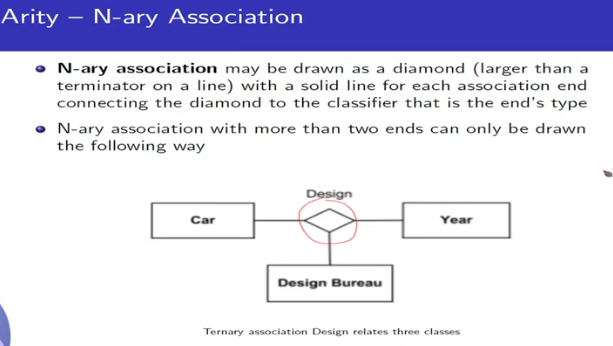 Arity – N-ary Association
N-ary association may be drawn as a diamond (larger than a
terminator on a line) with a solid line for each association end
connecting the diamond to the classifier that is the end's type
N-ary association with more than two ends can only be drawn
the following way
Design
Car
Year
Design Bureau
Ternary association Design relates three classes